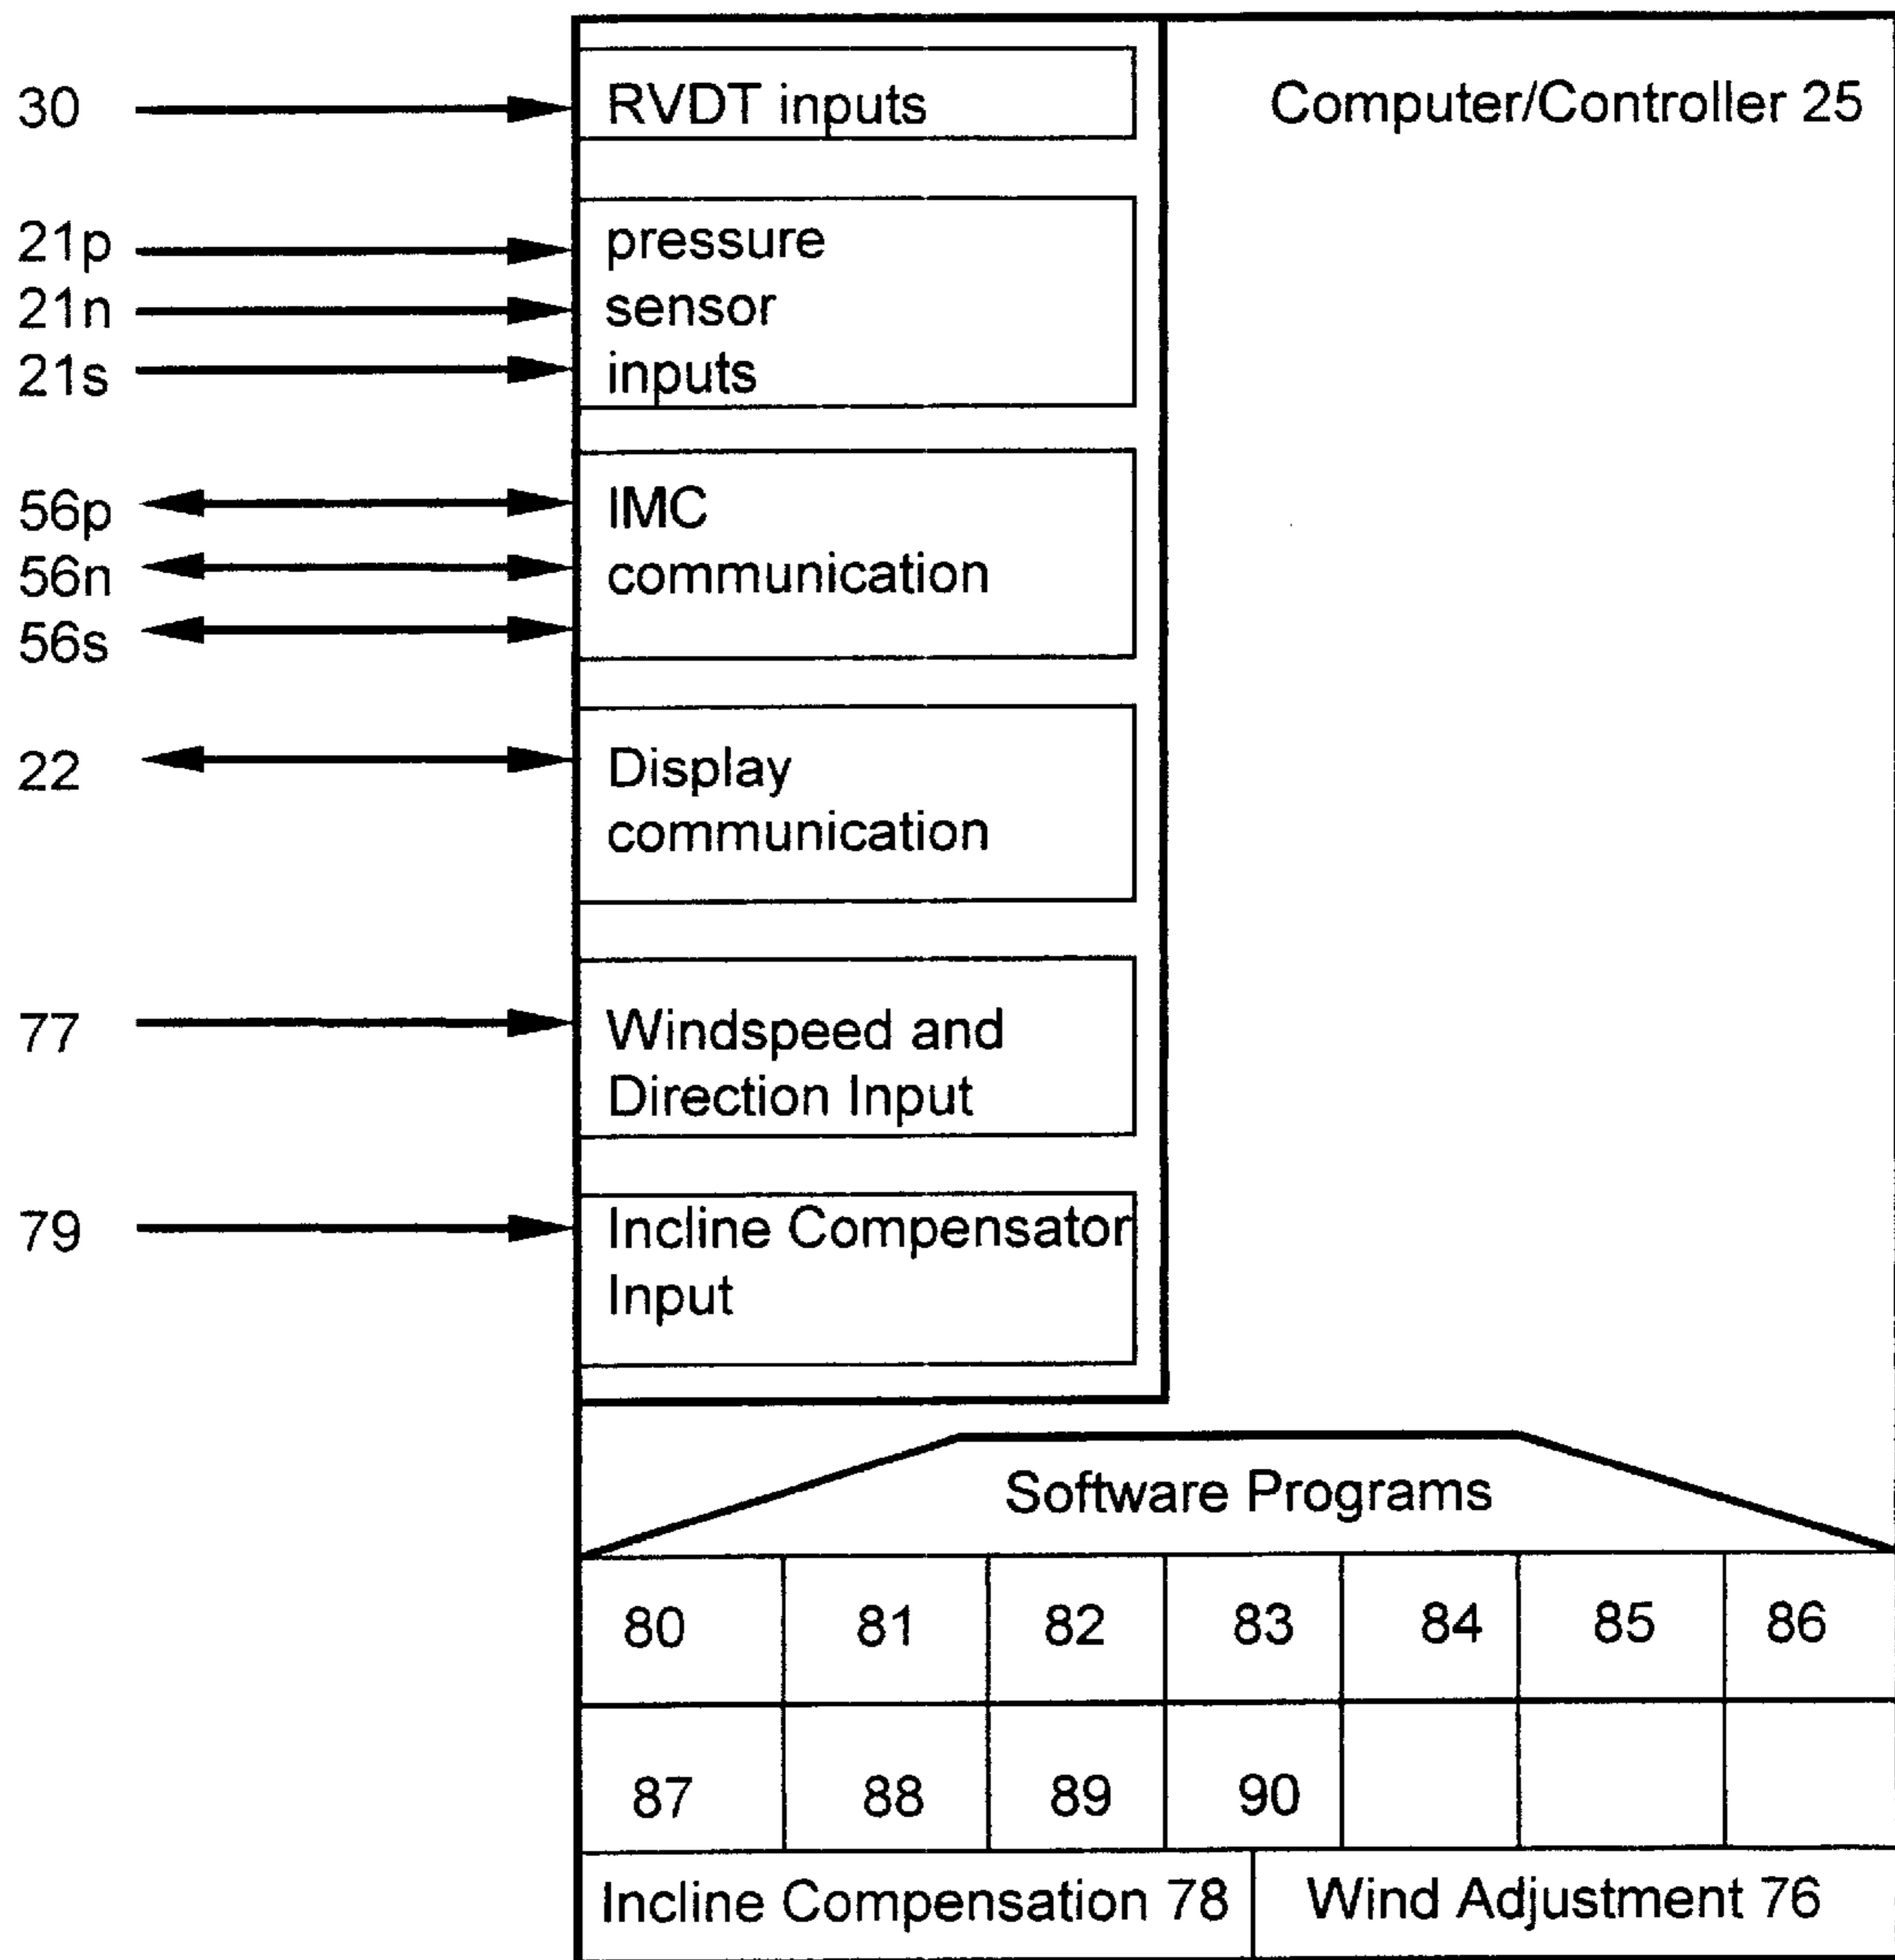 30
RVDT inputs
Computer/Controller 25
21p
pressure
21n
sensor
21s
inputs
56p
IMC
56n
communication
56s
22
Display
communication
77
Windspeed and
Direction Input
79
Incline Compensator
Input
Software Programs
80 81 82 83 84 85 86
87 88 89 90
Incline Compensation 78
Wind Adjustment 76